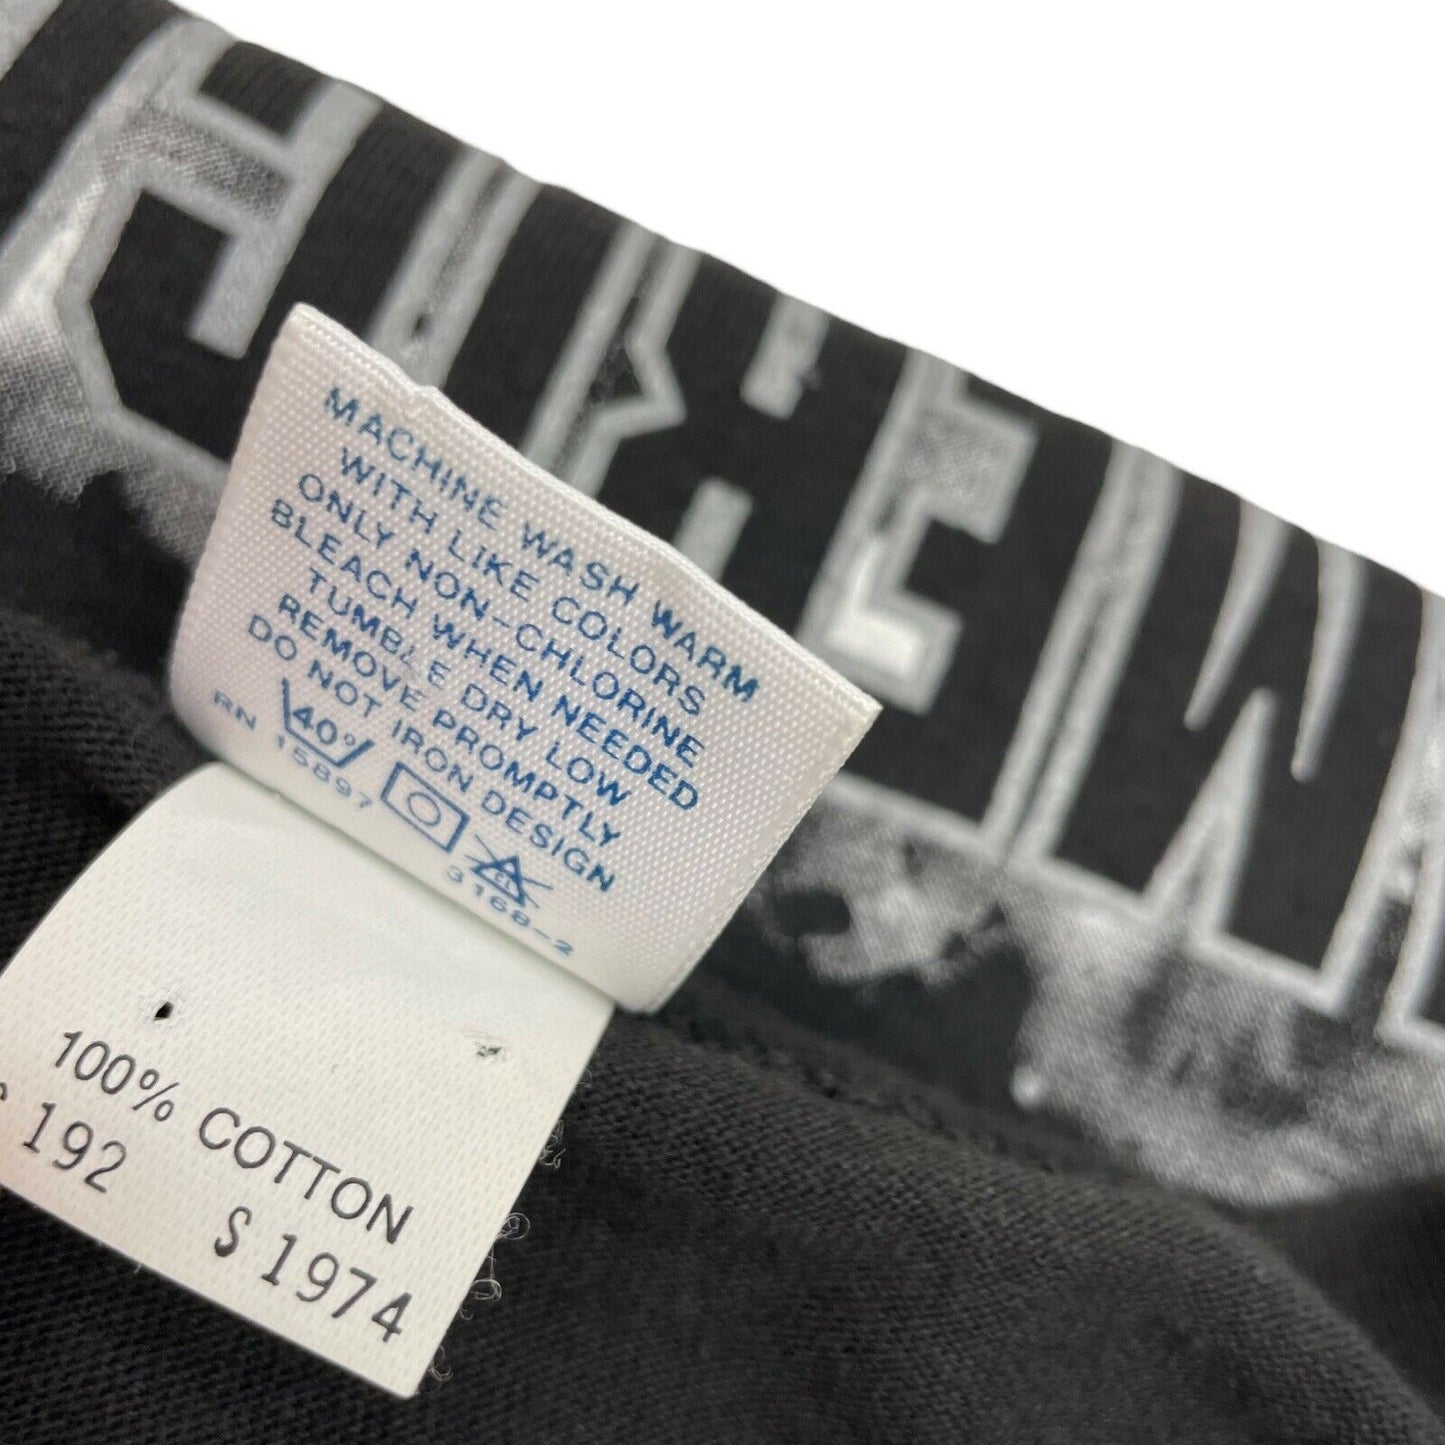 MACHINE WASH WARM
WITH LIKE COLORS
ONLY NON-CHLORINE
BLEACH WHEN NEEDED
TUMBLE DRY LOW
REMOVE PROMPTLY
DO NOT IRON DESIGN
40°
RN 15897
3168-2
100% COTTON
192 S 1974